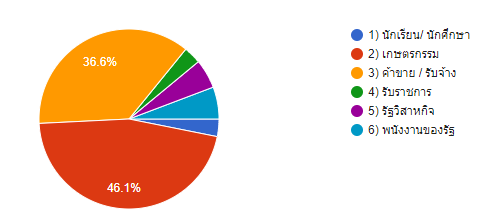 36.6%
46.1%
1) นักเรียน/ นักศึกษา
2) เกษตรกรรม
3) ค้าขาย / รับจ้าง
4) รับราชการ
5) รัฐวิสาหกิจ
6) พนังงานของรัฐ